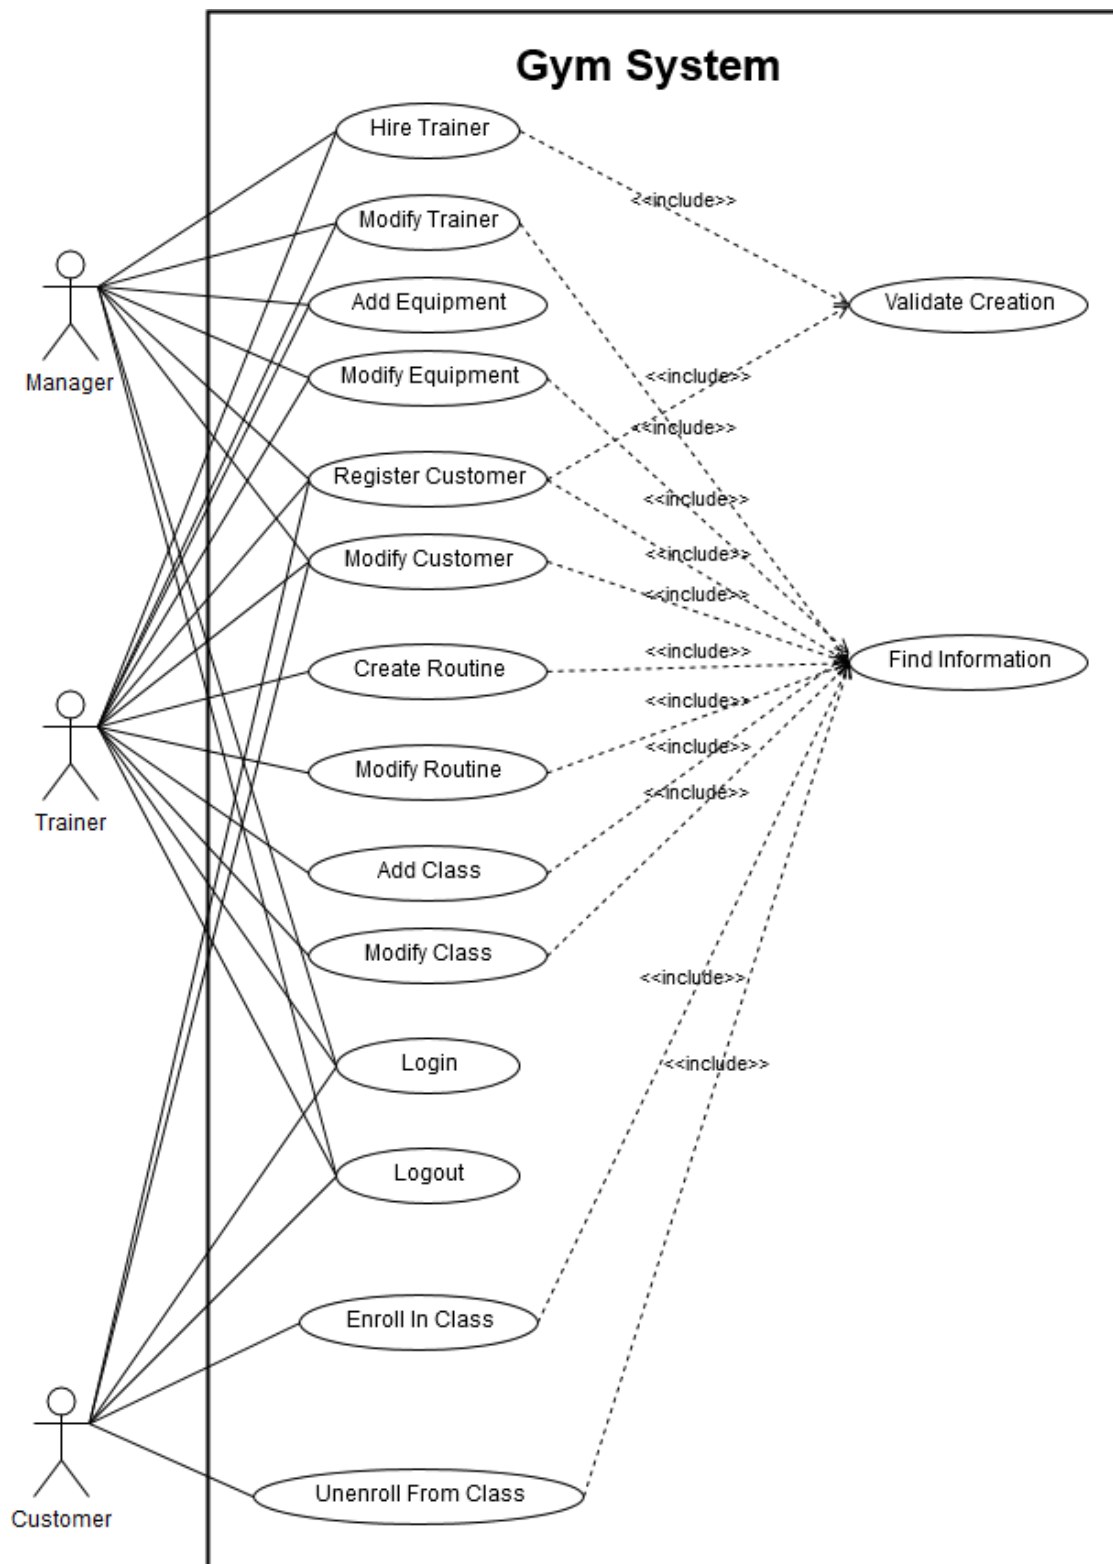 Gym System
Hire Trainer
<<include>>
Modify Trainer
Manager
Add Equipment
Validate Creation
Modify Equipment
<<include>>
<<include>>
Register Customer
<<include>>
Modify Customer
<<include>>
<<include>>
Create Routine
<<include>>
Find Information
<<include>>
Trainer
Modify Routine
<<include>>
<<include>>
Add Class
Modify Class
<<include>>
Login
<<include>>
Logout
Enroll In Class
Customer
Unenroll From Class